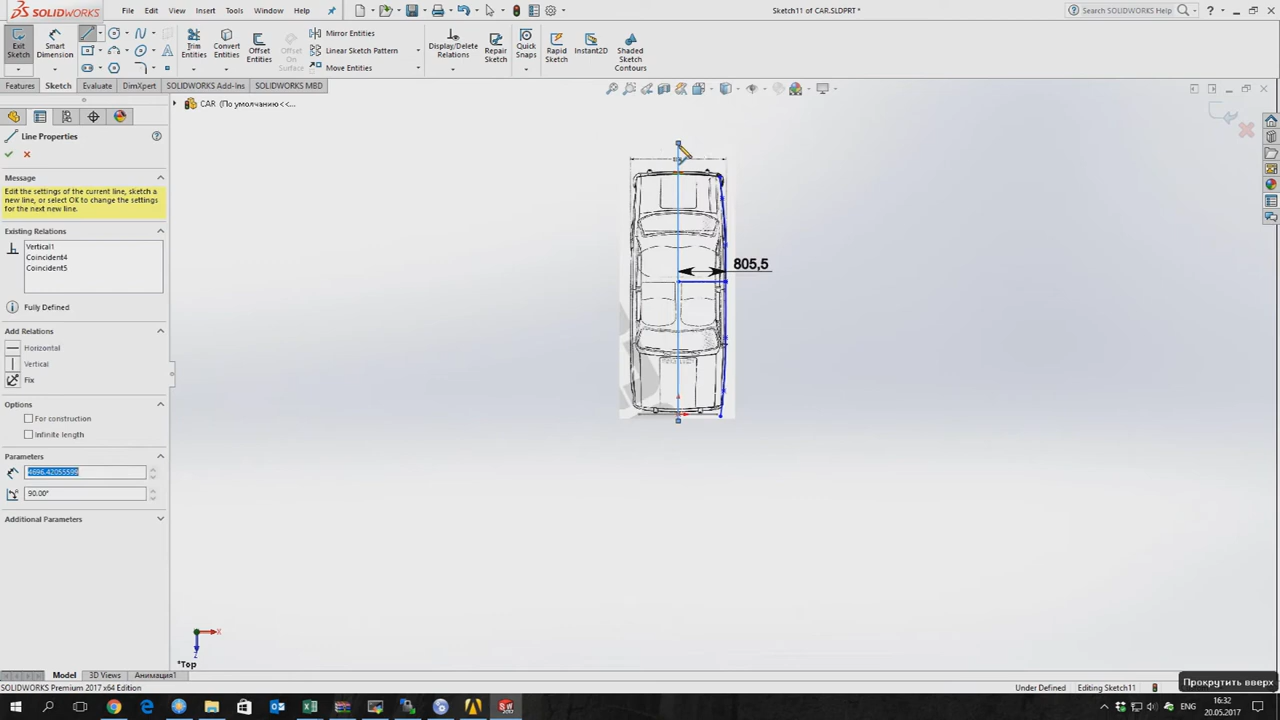 SOLIDWORKS
File Edit View Insert Tools Window Help
Sketch11 of CAR.SLDPRT *
Search SOLIDWORKS Help
Exit Sketch
Smart Dimension
Trim Entities
Convert Entities
Offset Entities
Offset On Surface
Mirror Entities
Linear Sketch Pattern
Move Entities
Display/Delete Relations
Repair Sketch
Quick Snaps
Rapid Sketch
Instant2D
Shaded Sketch Contours
Features Sketch Evaluate DimXpert SOLIDWORKS Add-Ins SOLIDWORKS MBD
CAR (По умолчанию<<...
Line Properties
Message
Edit the settings of the current line, sketch a
new line, or select OK to change the settings
for the next new line.
Existing Relations
Vertical1
Coincident4
Coincident5
Fully Defined
Add Relations
Horizontal
Vertical
Fix
Options
For construction
Infinite length
Parameters
4696.42055599
90.00°
Additional Parameters
805,5
X
Z
*Top
Model 3D Views Анимация1
SOLIDWORKS Premium 2017 x64 Edition
Under Defined Editing Sketch11
Прокрутить вверх
ENG
16:32
20.05.2017